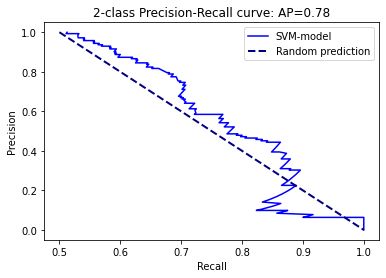 2-class Precision-Recall curve: AP=0.78
SVM-model
Random prediction
Precision
1.0
0.8
0.6
0.4
0.2
0.0
0.5 0.6 0.7 0.8 0.9 1.0
Recall